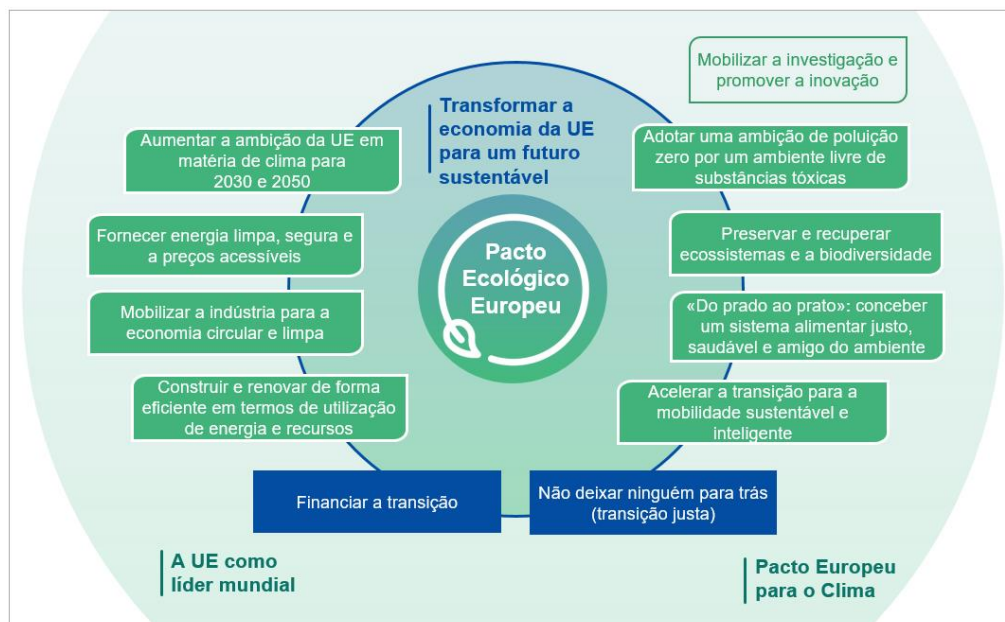 Mobilizar a investigação e
promover a inovação
Transformar a
economia da UE
para um futuro
sustentável
Aumentar a ambição da UE em
matéria de clima para
2030 e 2050
Adotar uma ambição de poluição
zero por um ambiente livre de
substâncias tóxicas
Fornecer energia limpa, segura e
a preços acessíveis
Preservar e recuperar
ecossistemas e a biodiversidade
Pacto
Ecológico
Europeu
Mobilizar a indústria para a
economia circular e limpa
«Do prado ao prato»: conceber
um sistema alimentar justo,
saudável e amigo do ambiente
Construir e renovar de forma
eficiente em termos de utilização
de energia e recursos
Acelerar a transição para a
mobilidade sustentável e
inteligente
Financiar a transição
Não deixar ninguém para trás
(transição justa)
A UE como
líder mundial
Pacto Europeu
para o Clima